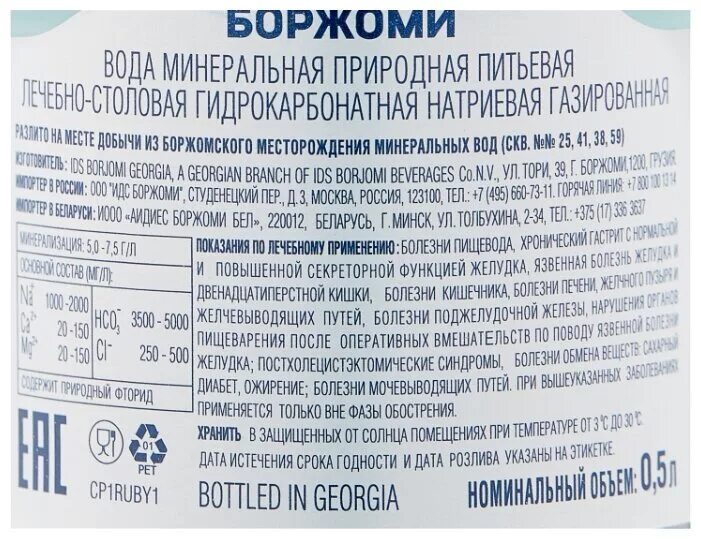 БОРЖОМИ
ВОДА МИНЕРАЛЬНАЯ ПРИРОДНАЯ ПИТЬЕВАЯ
ЛЕЧЕБНО-СТОЛОВАЯ ГИДРОКАРБОНАТНАЯ НАТРИЕВАЯ ГАЗИРОВАННАЯ
РАЗЛИТО НА МЕСТЕ ДОБЫЧИ ИЗ БОРЖОМСКОГО МЕСТОРОЖДЕНИЯ МИНЕРАЛЬНЫХ ВОД (СКВ. №№ 25, 41, 38, 59)
ИЗГОТОВИТЕЛЬ: IDS BORJOMI GEORGIA, A GEORGIAN BRANCH OF IDS BORJOMI BEVERAGES Co.N.V., УЛ. ТОРИ, 39, Г. БОРЖОМИ,1200, ГРУЗИЯ.
ИМПОРТЕР В РОССИИ: ООО "ИДС БОРЖОМИ", СТУДЕНЕЦКИЙ ПЕР., Д. 3, МОСКВА, РОССИЯ, 123100, ТЕЛ.: +7 (495) 660-73-11. ГОРЯЧАЯ ЛИНИЯ: +7 800 100 13 14
ИМПОРТЕР В БЕЛАРУСИ: ИООО «АИДИЕС БОРЖОМИ БЕЛ», 220012, БЕЛАРУСЬ, Г.МИНСК, УЛ.ТОЛБУХИНА, 2-34, ТЕЛ.: +375 (17) 336 3637
МИНЕРАЛИЗАЦИЯ: 5,0 -7,5 Г/Л
ОСНОВНОЙ СОСТАВ (МГ/Л):
Na⁺ 1000 -2000
Ca²⁺ 20 -150
Mg²⁺ 20 -150
HCO₃⁻ 3500 - 5000
Cl⁻ 250 - 500
СОДЕРЖИТ ПРИРОДНЫЙ ФТОРИД
ПОКАЗАНИЯ ПО ЛЕЧЕБНОМУ ПРИМЕНЕНИЮ: БОЛЕЗНИ ПИЩЕВОДА, ХРОНИЧЕСКИЙ ГАСТРИТ С НОРМАЛЬНОЙ
И ПОВЫШЕННОЙ СЕКРЕТОРНОЙ ФУНКЦИЕЙ ЖЕЛУДКА, ЯЗВЕННАЯ БОЛЕЗНЬ ЖЕЛУДКА И
ДВЕНАДЦАТИПЕРСТНОЙ КИШКИ, БОЛЕЗНИ КИШЕЧНИКА, БОЛЕЗНИ ПЕЧЕНИ, ЖЕЛЧНОГО ПУЗЫРЯ И
ЖЕЛЧЕВЫВОДЯЩИХ ПУТЕЙ, БОЛЕЗНИ ПОДЖЕЛУДОЧНОЙ ЖЕЛЕЗЫ, НАРУШЕНИЯ ОРГАНОВ
ПИЩЕВАРЕНИЯ ПОСЛЕ ОПЕРАТИВНЫХ ВМЕШАТЕЛЬСТВ ПО ПОВОДУ ЯЗВЕННОЙ БОЛЕЗНИ
ЖЕЛУДКА; ПОСТХОЛЕЦИСТЭКТОМИЧЕСКИЕ СИНДРОМЫ, БОЛЕЗНИ ОБМЕНА ВЕЩЕСТВ: САХАРНЫЙ
ДИАБЕТ, ОЖИРЕНИЕ; БОЛЕЗНИ МОЧЕВЫВОДЯЩИХ ПУТЕЙ. ПРИ ВЫШЕУКАЗАННЫХ ЗАБОЛЕВАНИЯХ
ПРИМЕНЯЕТСЯ ТОЛЬКО ВНЕ ФАЗЫ ОБОСТРЕНИЯ.
ХРАНИТЬ В ЗАЩИЩЕННЫХ ОТ СОЛНЦА ПОМЕЩЕНИЯХ ПРИ ТЕМПЕРАТУРЕ ОТ 3°С ДО 30°С.
ДАТА ИСТЕЧЕНИЯ СРОКА ГОДНОСТИ И ДАТА РОЗЛИВА УКАЗАНЫ НА ЭТИКЕТКЕ.
EAC
01
PET
CP1RUBY1
BOTTLED IN GEORGIA
НОМИНАЛЬНЫЙ ОБЪЕМ: 0,5л